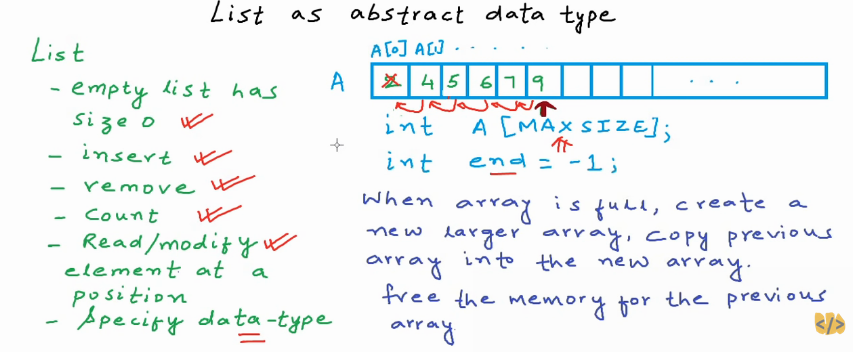 List as abstract data type
List
- empty list has
size 0
- insert
- remove
- Count
- Read/modify
element at a
position
- Specify data-type
A[0] A[1] . . . . .
A 2 4 5 6 7 9 . . .
int A [MAXSIZE];
int end = -1;
When array is full, create a
new larger array, copy previous
array into the new array.
free the memory for the previous
array
</>